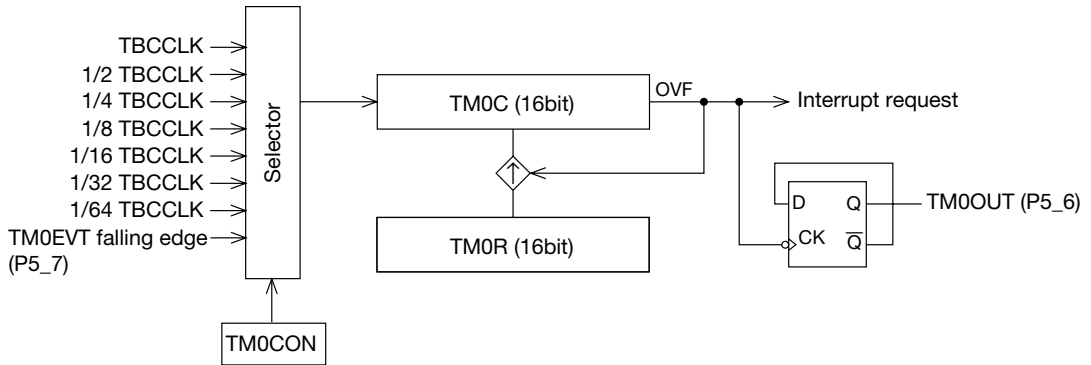 TBCCLK
1/2 TBCCLK
1/4 TBCCLK
1/8 TBCCLK
1/16 TBCCLK
1/32 TBCCLK
1/64 TBCCLK
TM0EVT falling edge
(P5_7)
Selector
TM0CON
TM0C (16bit)
OVF
Interrupt request
TM0R (16bit)
D
Q
CK
Q̅
TM0OUT (P5_6)